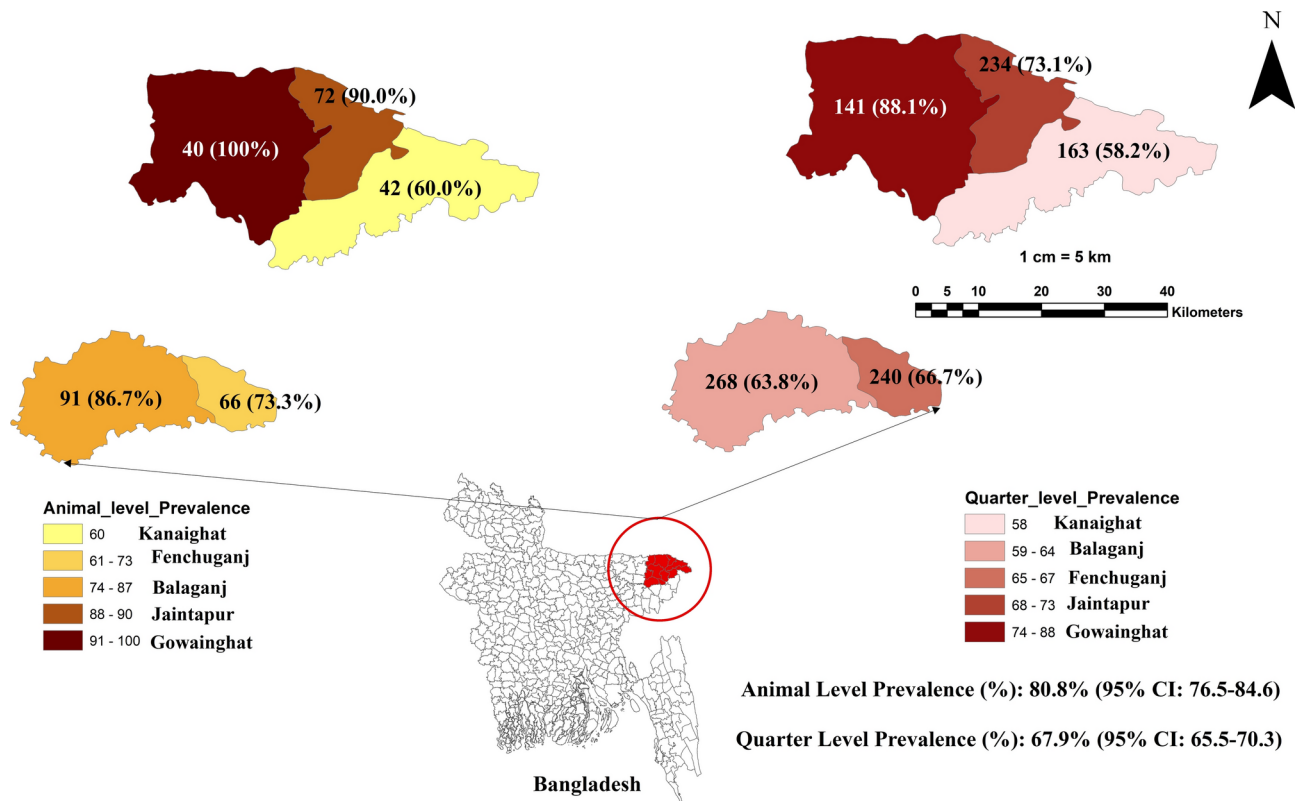 N
72 (90.0%)
40 (100%)
42 (60.0%)
234 (73.1%)
141 (88.1%)
163 (58.2%)
1 cm = 5 km
0 5 10 20 30 40
Kilometers
91 (86.7%)
66 (73.3%)
268 (63.8%)
240 (66.7%)
Animal_level_Prevalence
60 Kanaighat
61 - 73 Fenchuganj
74 - 87 Balaganj
88 - 90 Jaintapur
91 - 100 Gowainghat
Quarter_level_Prevalence
58 Kanaighat
59 - 64 Balaganj
65 - 67 Fenchuganj
68 - 73 Jaintapur
74 - 88 Gowainghat
Animal Level Prevalence (%): 80.8% (95% CI: 76.5-84.6)
Quarter Level Prevalence (%): 67.9% (95% CI: 65.5-70.3)
Bangladesh